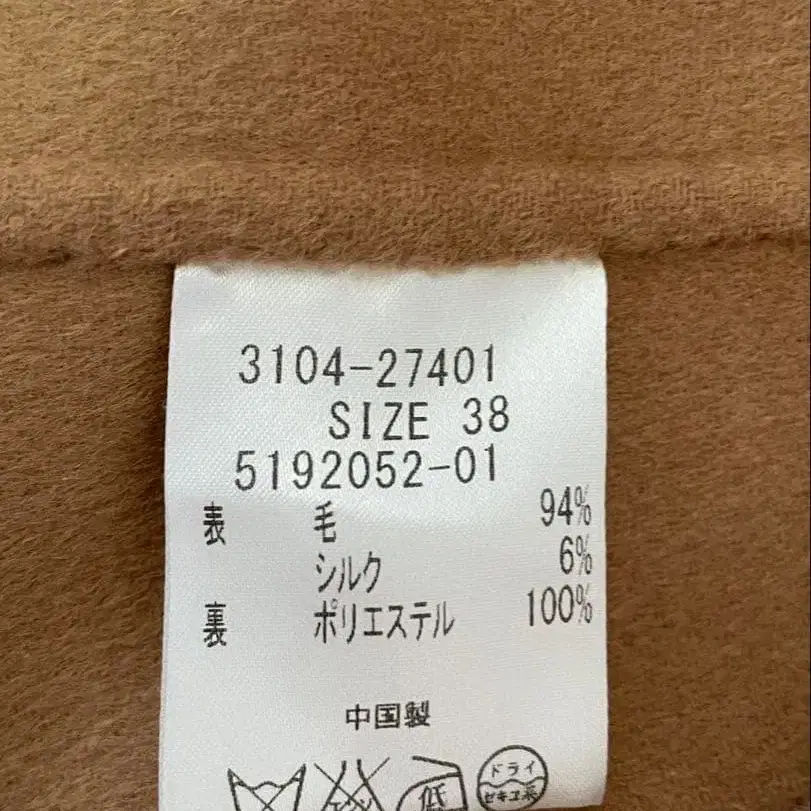 3104-27401
SIZE 38
5192052-01
表 毛 94%
シルク 6%
裏 ポリエステル 100%
中国製
低 ドライ
セキユ系